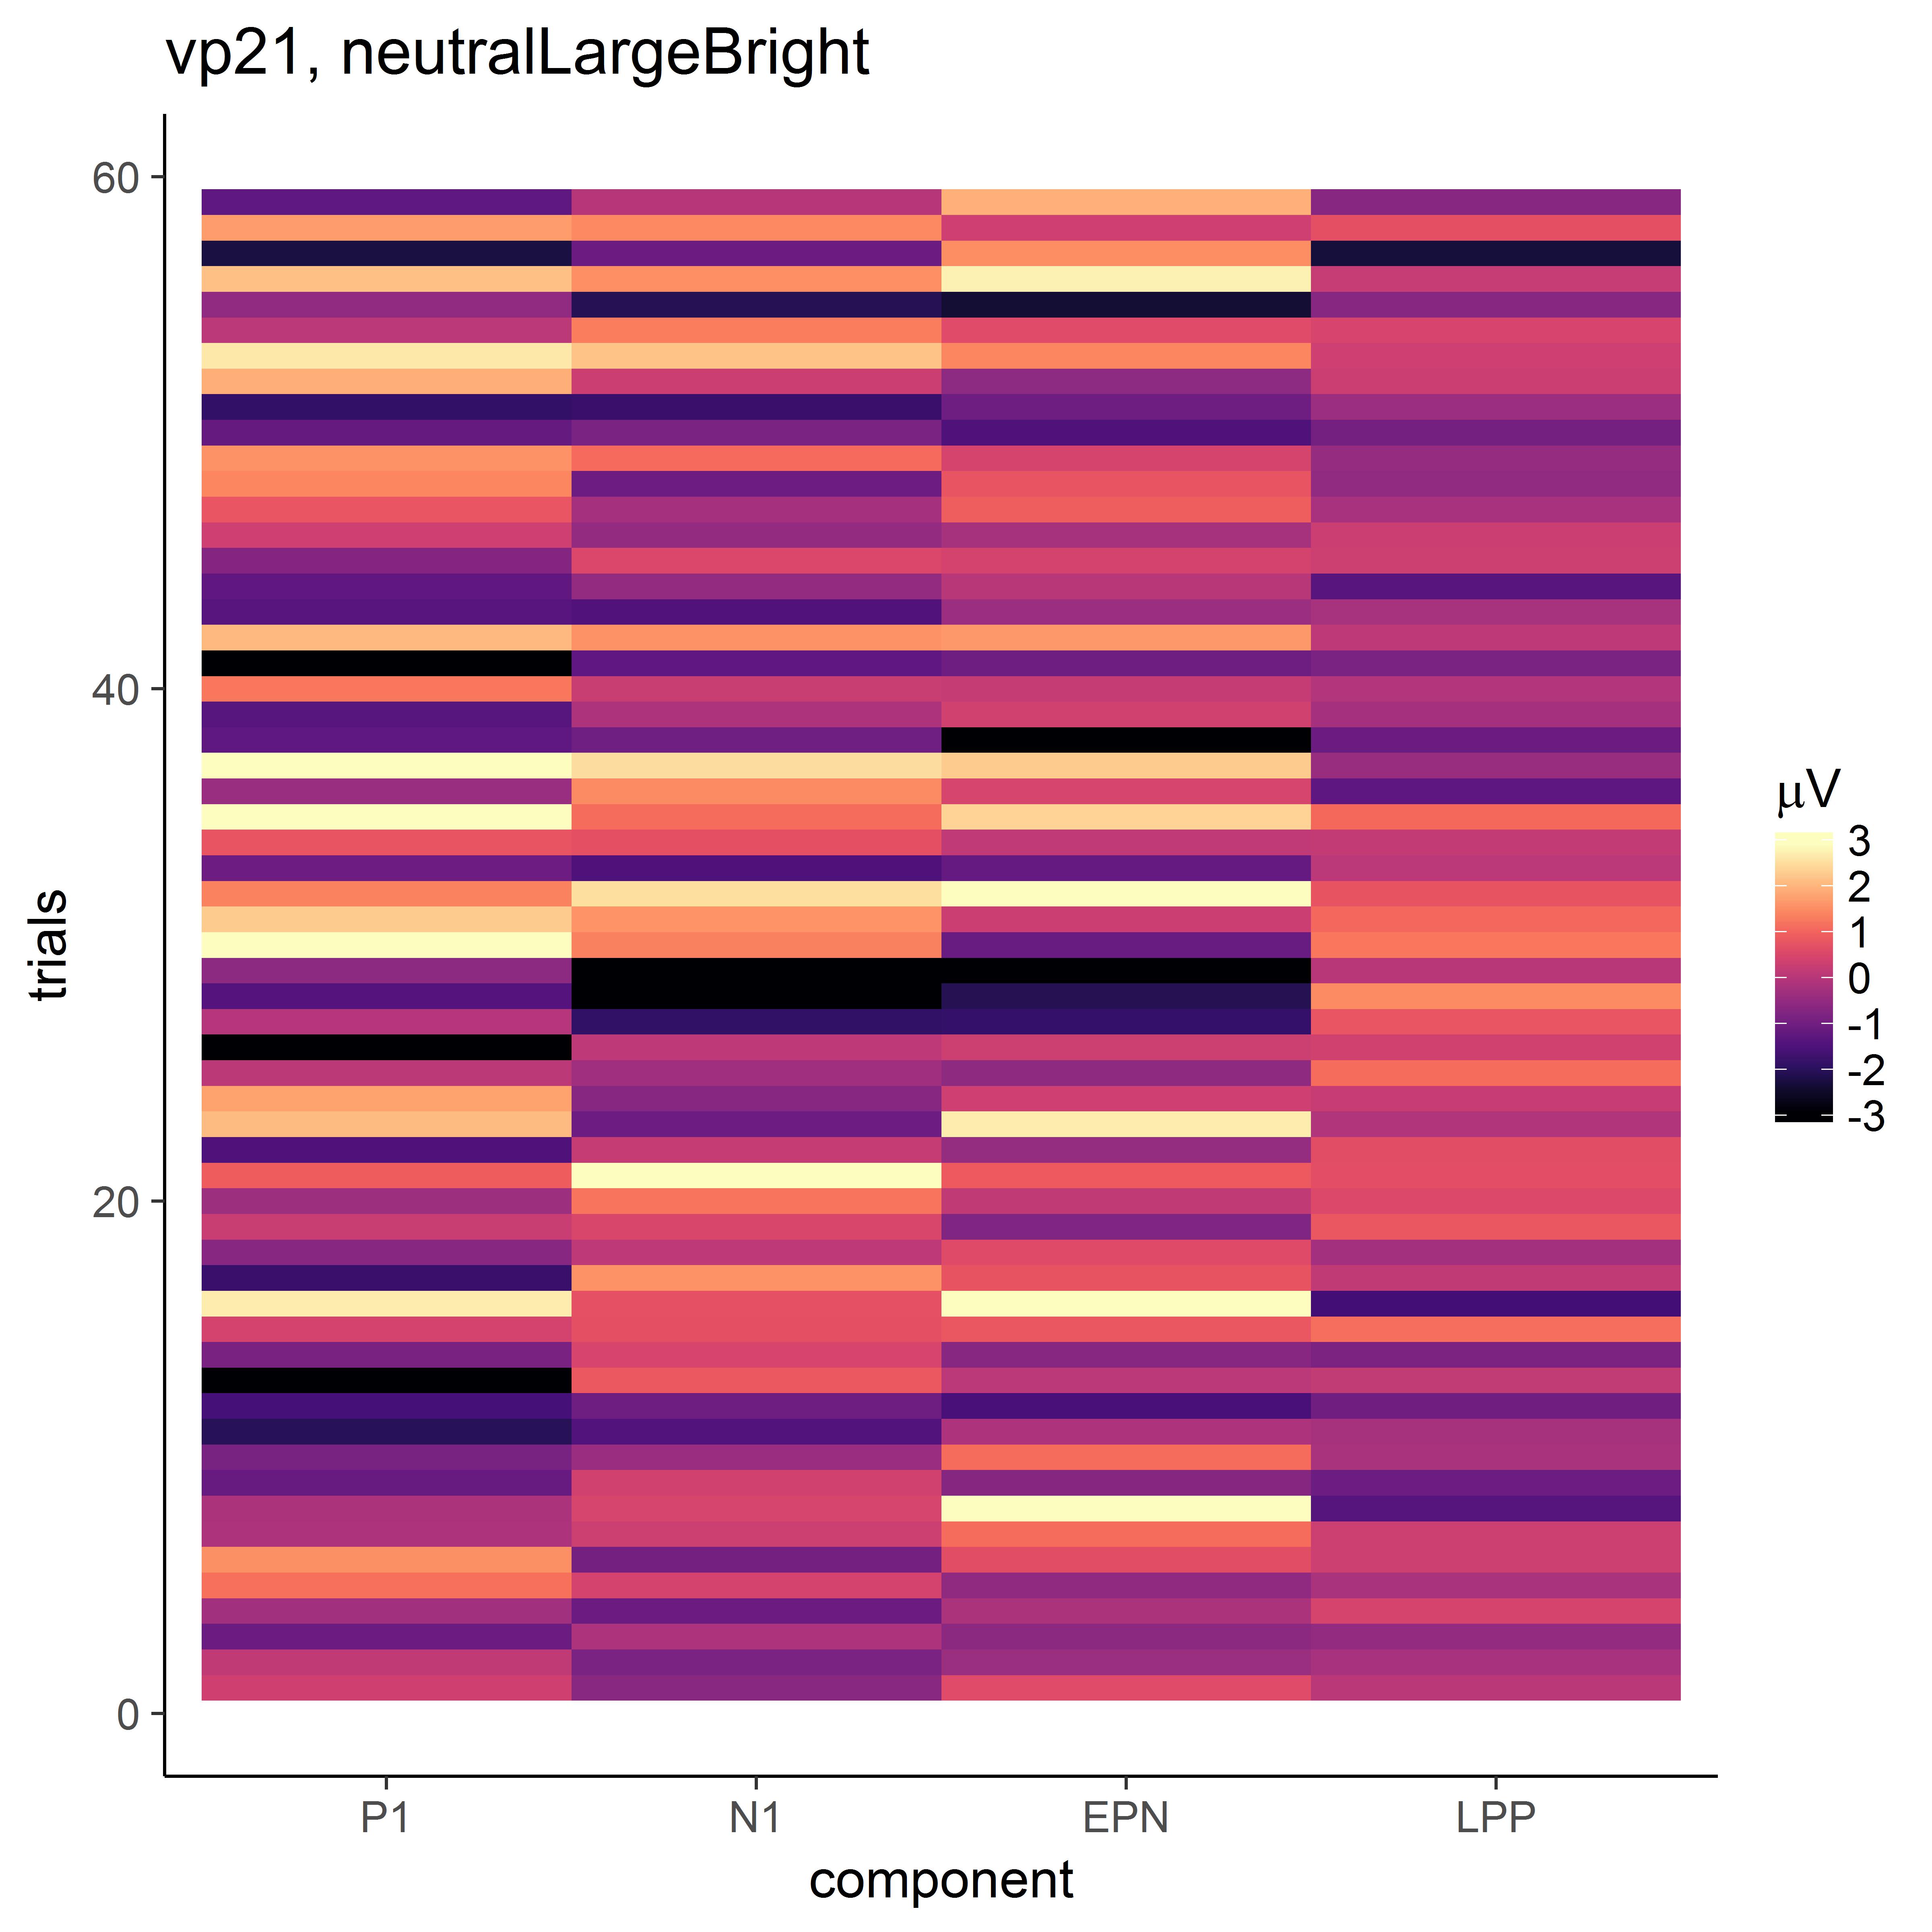 vp21, neutralLargeBright
60
40
20
0
trials
P1
N1
EPN
LPP
component
μV
3
2
1
0
-1
-2
-3